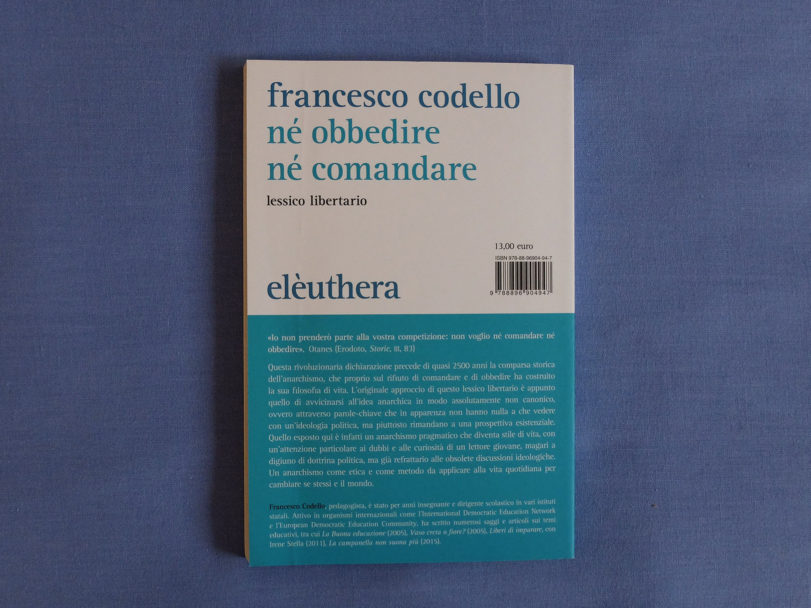 francesco codello
né obbedire
né comandare
lessico libertario
13,00 euro
ISBN 978-88-96904-94-7
9 788896 904947
elèuthera
«Io non prenderò parte alla vostra competizione: non voglio né comandare né
obbedire». Otanes (Erodoto, Storie, III, 83)
Questa rivoluzionaria dichiarazione precede di quasi 2500 anni la comparsa storica
dell'anarchismo, che proprio sul rifiuto di comandare e di obbedire ha costruito
la sua filosofia di vita. L'originale approccio di questo lessico libertario è appunto
quello di avvicinarsi all'idea anarchica in modo assolutamente non canonico,
ovvero attraverso parole-chiave che in apparenza non hanno nulla a che vedere
con un'ideologia politica, ma piuttosto rimandano a una prospettiva esistenziale.
Quello esposto qui è infatti un anarchismo pragmatico che diventa stile di vita, con
un'attenzione particolare ai dubbi e alle curiosità di un lettore giovane, magari a
digiuno di dottrina politica, ma già refrattario alle obsolete discussioni ideologiche.
Un anarchismo come etica e come metodo da applicare alla vita quotidiana per
cambiare se stessi e il mondo.
Francesco Codello, pedagogista, è stato per anni insegnante e dirigente scolastico in vari istituti
statali. Attivo in organismi internazionali come l'International Democratic Education Network
e l'European Democratic Education Community, ha scritto numerosi saggi e articoli sui temi
educativi, tra cui La Buona educazione (2005), Vaso creta o fiore? (2005), Liberi di imparare, con
Irene Stella (2011), La campanella non suona più (2015).